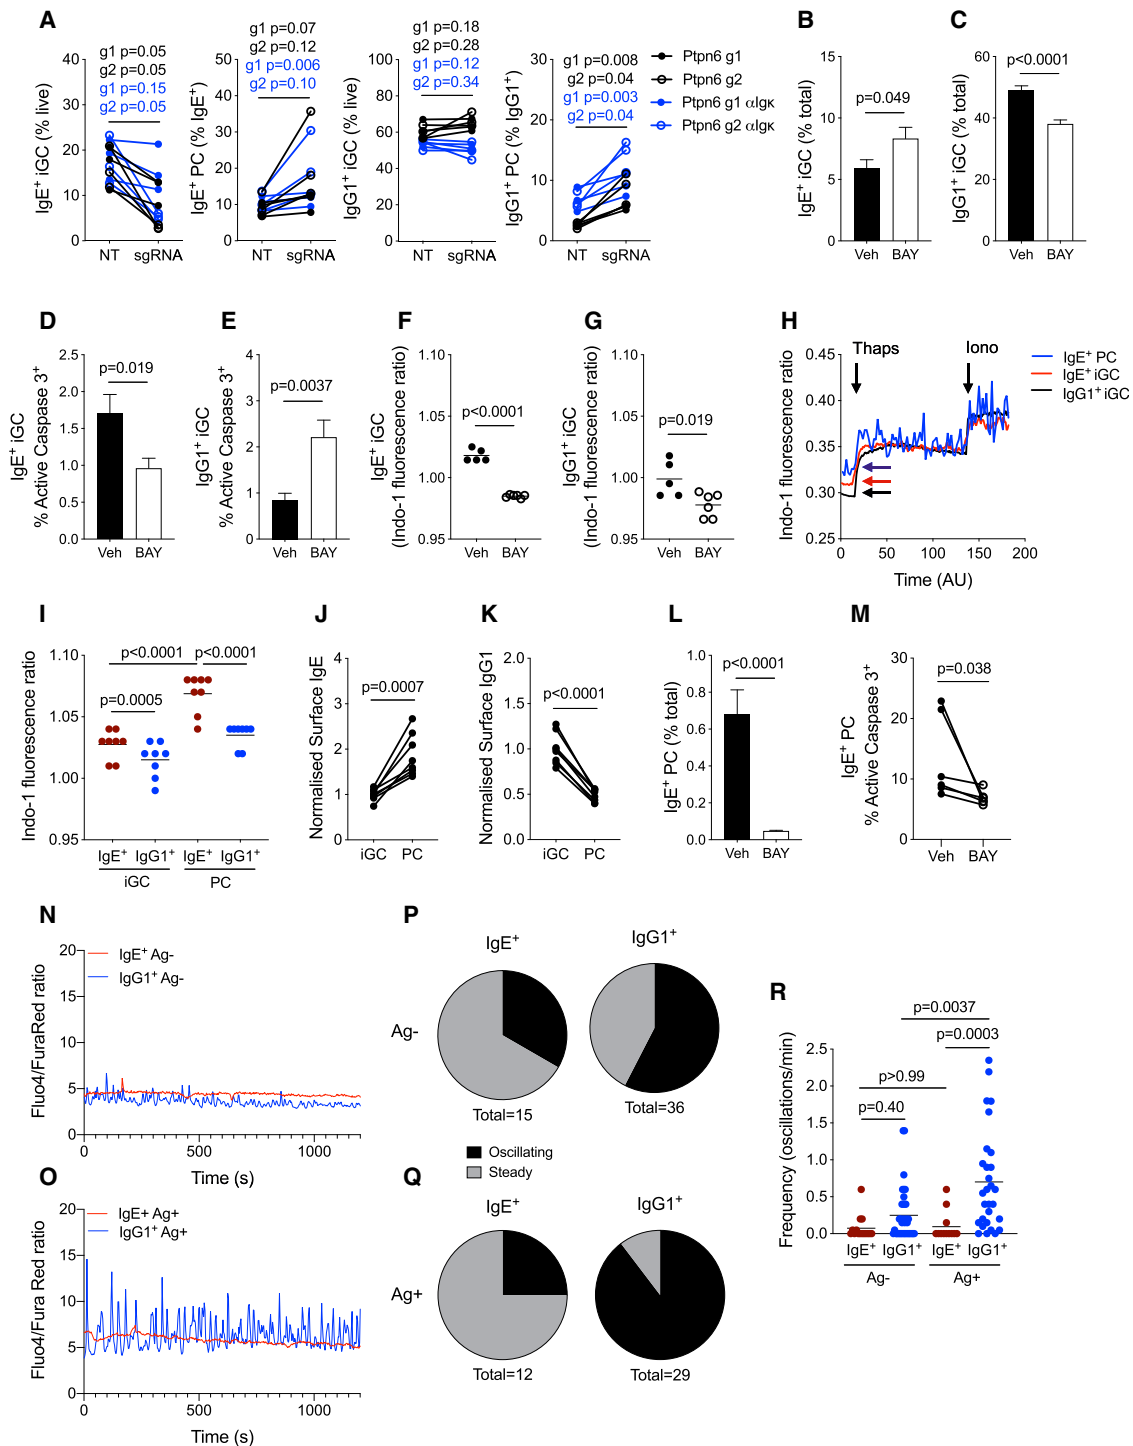 A
g1 p=0.05
g2 p=0.05
g1 p=0.15
g2 p=0.05
IgE+ iGC (% live)
40
30
20
10
0
NT sgRNA
g1 p=0.07
g2 p=0.12
g1 p=0.006
g2 p=0.10
IgE+ PC (% IgE+)
50
40
30
20
10
0
NT sgRNA
g1 p=0.18
g2 p=0.28
g1 p=0.12
g2 p=0.34
IgG1+ iGC (% live)
100
80
60
40
20
0
NT sgRNA
g1 p=0.008
g2 p=0.04
g1 p=0.003
g2 p=0.04
IgG1+ PC (% IgG1+)
30
20
10
0
NT sgRNA
Ptpn6 g1
Ptpn6 g2
Ptpn6 g1 αIgκ
Ptpn6 g2 αIgκ
B
p=0.049
IgE+ iGC (% total)
15
10
5
0
Veh BAY
C
p<0.0001
IgG1+ iGC (% total)
60
40
20
0
Veh BAY
D
p=0.019
IgE+ iGC
% Active Caspase 3+
2.5
2.0
1.5
1.0
0.5
0.0
Veh BAY
E
p=0.0037
IgG1+ iGC
% Active Caspase 3+
4
3
2
1
0
Veh BAY
F
p<0.0001
IgE+ iGC
(Indo-1 fluorescence ratio)
1.10
1.05
1.00
0.95
Veh BAY
G
p=0.019
IgG1+ iGC
(Indo-1 fluorescence ratio)
1.10
1.05
1.00
0.95
Veh BAY
H
Thaps Iono
Indo-1 fluorescence ratio
0.45
0.40
0.35
0.30
0.25
0 50 100 150 200
Time (AU)
IgE+ PC
IgE+ iGC
IgG1+ iGC
I
p<0.0001 p<0.0001
p=0.0005
Indo-1 fluorescence ratio
1.10
1.05
1.00
0.95
IgE+ IgG1+ IgE+ IgG1+
iGC PC
J
p=0.0007
Normalised Surface IgE
4
3
2
1
0
iGC PC
K
p<0.0001
Normalised Surface IgG1
2.0
1.5
1.0
0.5
0.0
iGC PC
L
p<0.0001
IgE+ PC (% total)
1.0
0.8
0.6
0.4
0.2
0.0
Veh BAY
M
p=0.038
IgE+ PC
% Active Caspase 3+
30
20
10
0
Veh BAY
N
IgE+ Ag-
IgG1+ Ag-
Fluo4/FuraRed ratio
20
15
10
5
0
0 500 1000
Time (s)
O
IgE+ Ag+
IgG1+ Ag+
Fluo4/Fura Red ratio
20
15
10
5
0
0 500 1000
Time (s)
P
IgE+ IgG1+
Ag-
Total=15 Total=36
Oscillating
Steady
Q
IgE+ IgG1+
Ag+
Total=12 Total=29
R
p=0.0037
p=0.0003
p>0.99
p=0.40
Frequency (oscillations/min)
2.5
2.0
1.5
1.0
0.5
0.0
IgE+ IgG1+ IgE+ IgG1+
Ag- Ag+